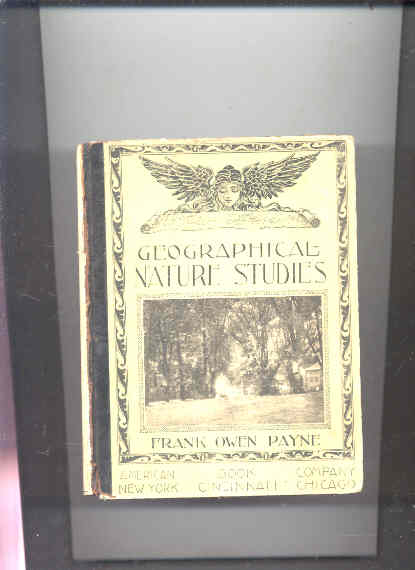 GEOGRAPHICAL
NATURE STUDIES
FRANK OWEN PAYNE
AMERICAN BOOK COMPANY
NEW YORK CINCINNATI CHICAGO